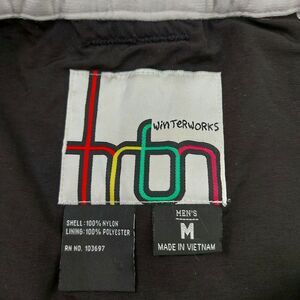 WiNTeRWORKS
trbn
SHELL: 100% NYLON
LINING: 100% POLYESTER
RN NO. 103697
MEN'S
M
MADE IN VIETNAM